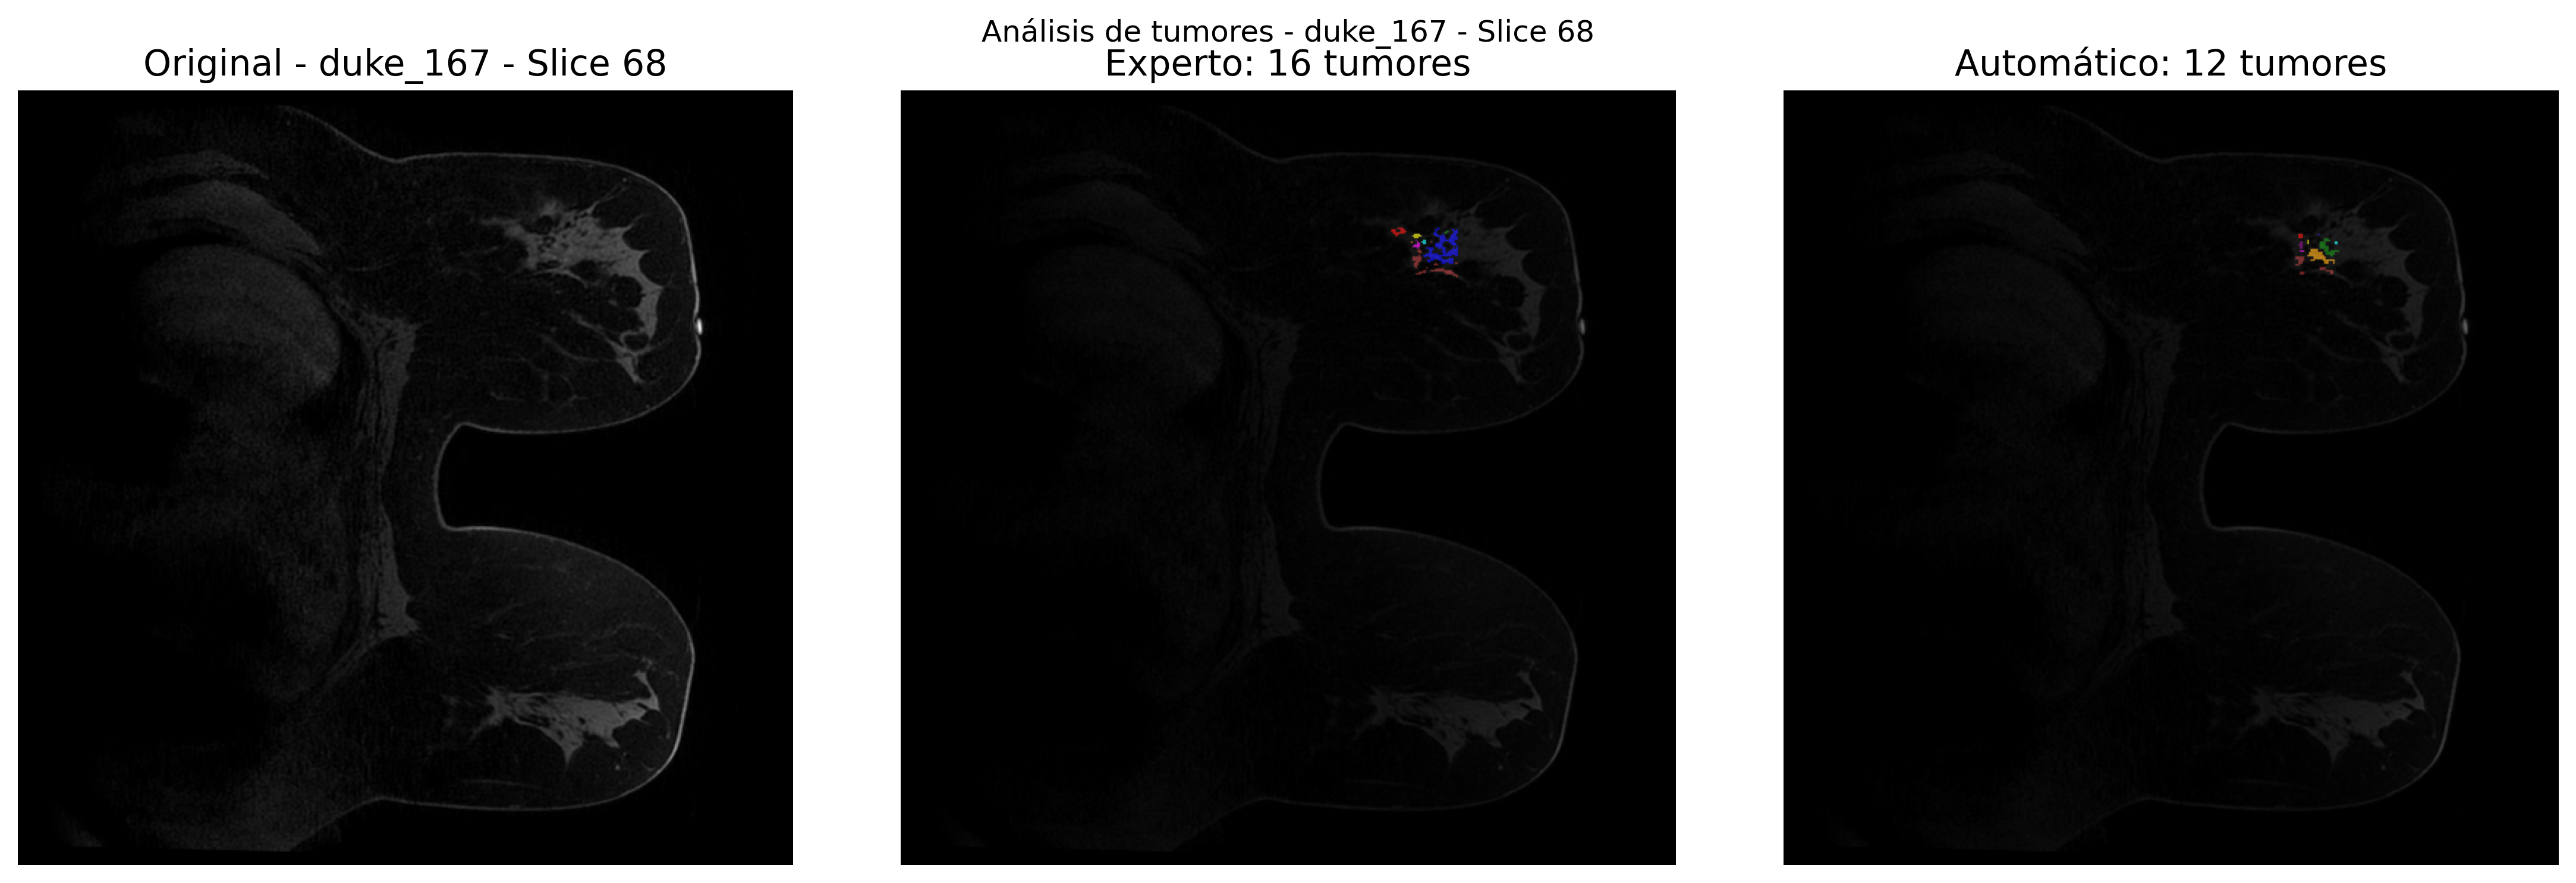 Análisis de tumores - duke_167 - Slice 68
Original - duke_167 - Slice 68
Experto: 16 tumores
Automático: 12 tumores